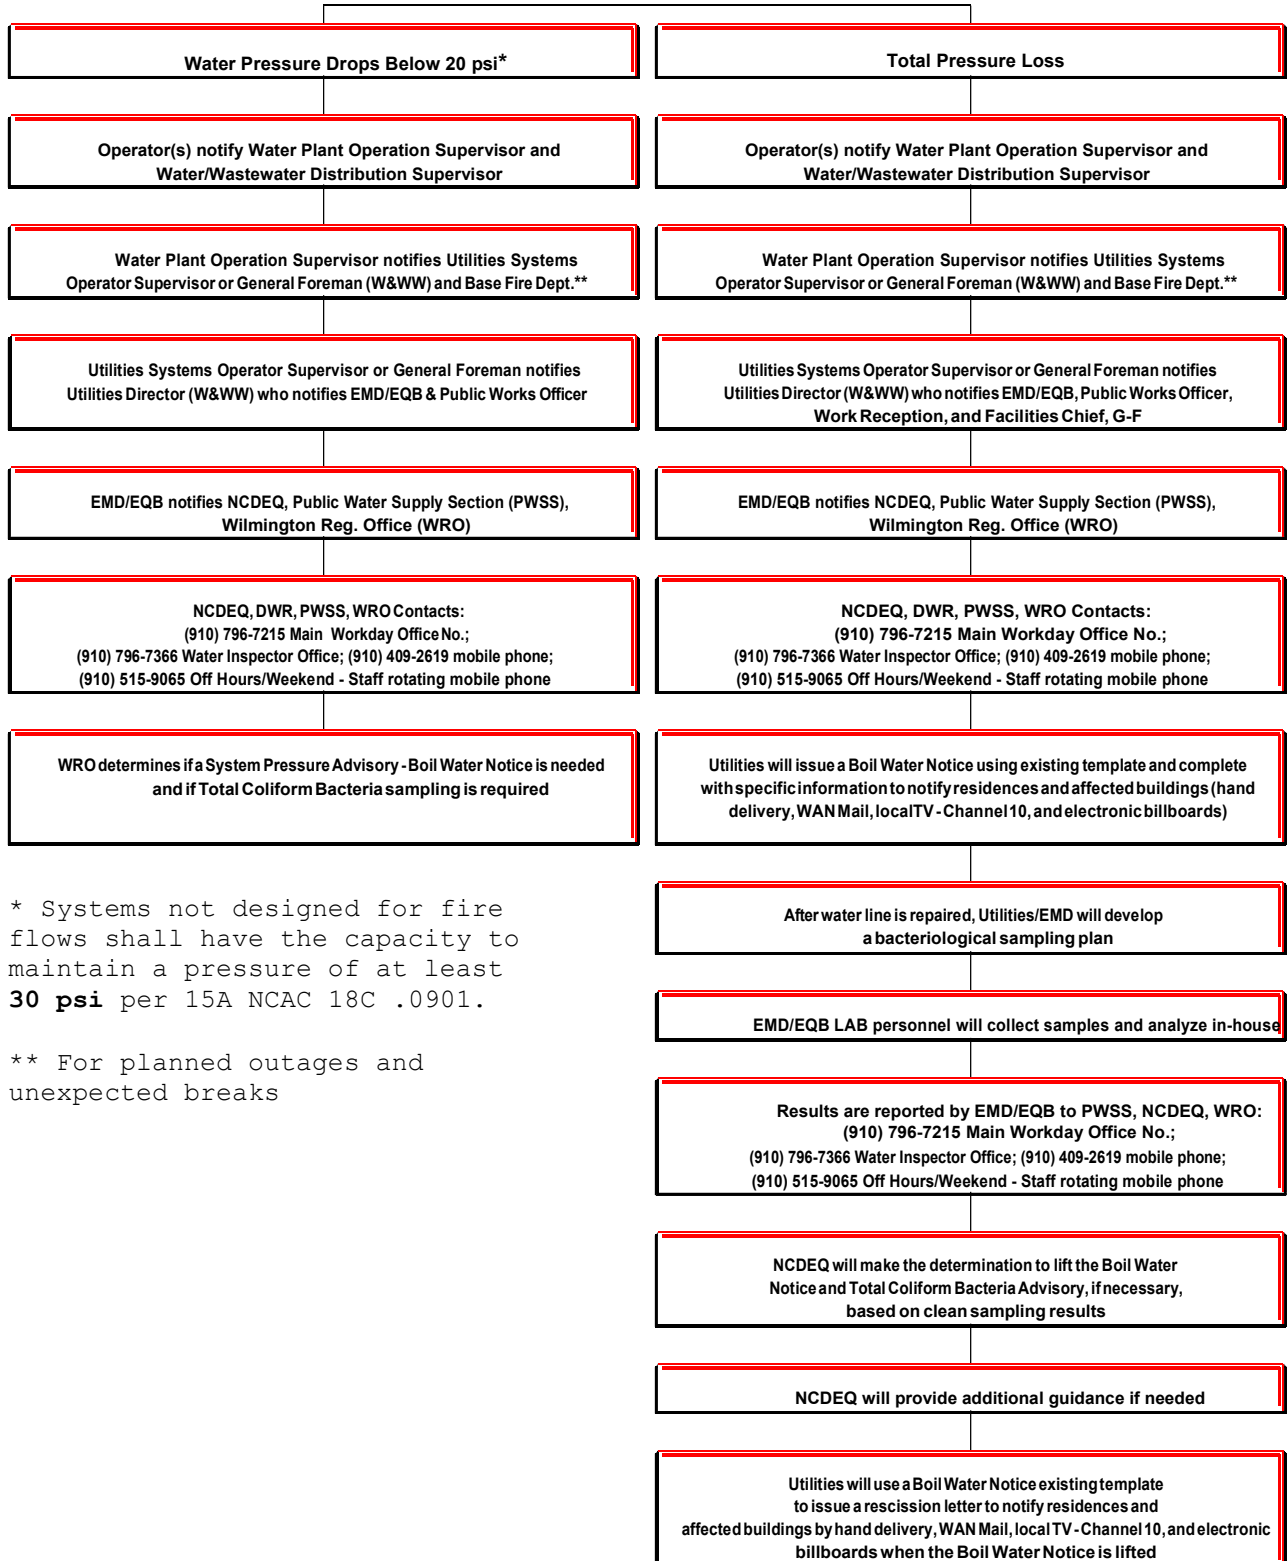 Water Pressure Drops Below 20 psi*
Operator(s) notify Water Plant Operation Supervisor and
Water/Wastewater Distribution Supervisor
Water Plant Operation Supervisor notifies Utilities Systems
Operator Supervisor or General Foreman (W&WW) and Base Fire Dept.**
Utilities Systems Operator Supervisor or General Foreman notifies
Utilities Director (W&WW) who notifies EMD/EQB & Public Works Officer
EMD/EQB notifies NCDEQ, Public Water Supply Section (PWSS),
Wilmington Reg. Office (WRO)
NCDEQ, DWR, PWSS, WRO Contacts:
(910) 796-7215 Main Workday Office No.;
(910) 796-7366 Water Inspector Office; (910) 409-2619 mobile phone;
(910) 515-9065 Off Hours/Weekend - Staff rotating mobile phone
WRO determines if a System Pressure Advisory - Boil Water Notice is needed
and if Total Coliform Bacteria sampling is required
* Systems not designed for fire
flows shall have the capacity to
maintain a pressure of at least
30 psi per 15A NCAC 18C .0901.
** For planned outages and
unexpected breaks
Total Pressure Loss
Operator(s) notify Water Plant Operation Supervisor and
Water/Wastewater Distribution Supervisor
Water Plant Operation Supervisor notifies Utilities Systems
Operator Supervisor or General Foreman (W&WW) and Base Fire Dept.**
Utilities Systems Operator Supervisor or General Foreman notifies
Utilities Director (W&WW) who notifies EMD/EQB, Public Works Officer,
Work Reception, and Facilities Chief, G-F
EMD/EQB notifies NCDEQ, Public Water Supply Section (PWSS),
Wilmington Reg. Office (WRO)
NCDEQ, DWR, PWSS, WRO Contacts:
(910) 796-7215 Main Workday Office No.;
(910) 796-7366 Water Inspector Office; (910) 409-2619 mobile phone;
(910) 515-9065 Off Hours/Weekend - Staff rotating mobile phone
Utilities will issue a Boil Water Notice using existing template and complete
with specific information to notify residences and affected buildings (hand
delivery, WAN Mail, local TV - Channel 10, and electronic billboards)
After water line is repaired, Utilities/EMD will develop
a bacteriological sampling plan
EMD/EQB LAB personnel will collect samples and analyze in-house
Results are reported by EMD/EQB to PWSS, NCDEQ, WRO:
(910) 796-7215 Main Workday Office No.;
(910) 796-7366 Water Inspector Office; (910) 409-2619 mobile phone;
(910) 515-9065 Off Hours/Weekend - Staff rotating mobile phone
NCDEQ will make the determination to lift the Boil Water
Notice and Total Coliform Bacteria Advisory, if necessary,
based on clean sampling results
NCDEQ will provide additional guidance if needed
Utilities will use a Boil Water Notice existing template
to issue a rescission letter to notify residences and
affected buildings by hand delivery, WAN Mail, local TV - Channel 10, and electronic
billboards when the Boil Water Notice is lifted